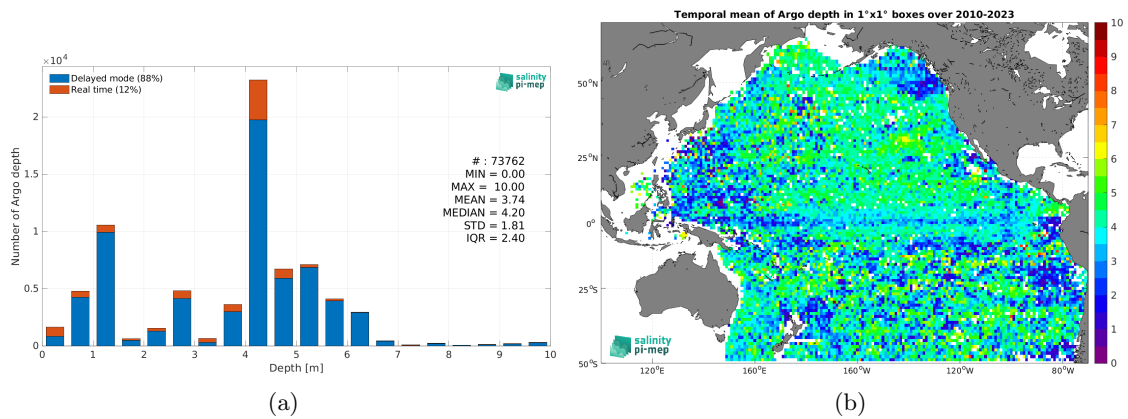 ×10⁴
Delayed mode (88%)
Real time (12%)
salinity
pi-mep
2
1.5
1
0.5
0
Number of Argo depth
# : 73762
MIN = 0.00
MAX = 10.00
MEAN = 3.74
MEDIAN = 4.20
STD = 1.81
IQR = 2.40
0 1 2 3 4 5 6 7 8 9 10
Depth [m]
(a)
Temporal mean of Argo depth in 1°x1° boxes over 2010-2023
50°N
25°N
0°
25°S
50°S
120°E 160°E 160°W 120°W 80°W
salinity
pi-mep
10
9
8
7
6
5
4
3
2
1
0
(b)